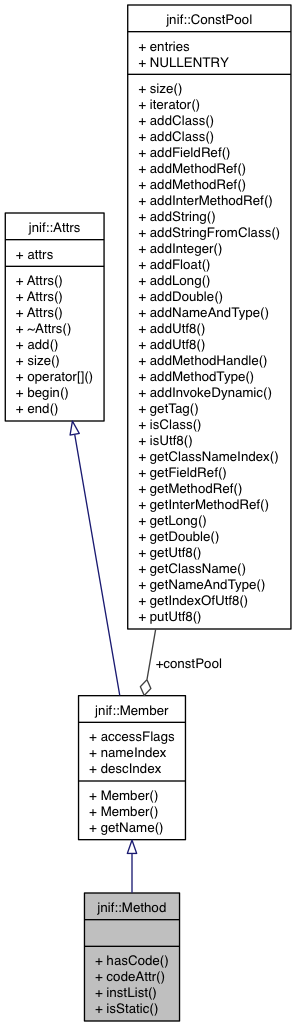 jnif::ConstPool
+ entries
+ NULLENTRY
+ size()
+ iterator()
+ addClass()
+ addClass()
+ addFieldRef()
+ addMethodRef()
+ addMethodRef()
+ addInterMethodRef()
+ addString()
+ addStringFromClass()
+ addInteger()
+ addFloat()
+ addLong()
+ addDouble()
+ addNameAndType()
+ addUtf8()
+ addUtf8()
+ addMethodHandle()
+ addMethodType()
+ addInvokeDynamic()
+ getTag()
+ isClass()
+ isUtf8()
+ getClassNameIndex()
+ getFieldRef()
+ getMethodRef()
+ getInterMethodRef()
+ getLong()
+ getDouble()
+ getUtf8()
+ getClassName()
+ getNameAndType()
+ getIndexOfUtf8()
+ putUtf8()
jnif::Attrs
+ attrs
+ Attrs()
+ Attrs()
+ Attrs()
+ ~Attrs()
+ add()
+ size()
+ operator[]()
+ begin()
+ end()
+constPool
jnif::Member
+ accessFlags
+ nameIndex
+ descIndex
+ Member()
+ Member()
+ getName()
jnif::Method
+ hasCode()
+ codeAttr()
+ instList()
+ isStatic()